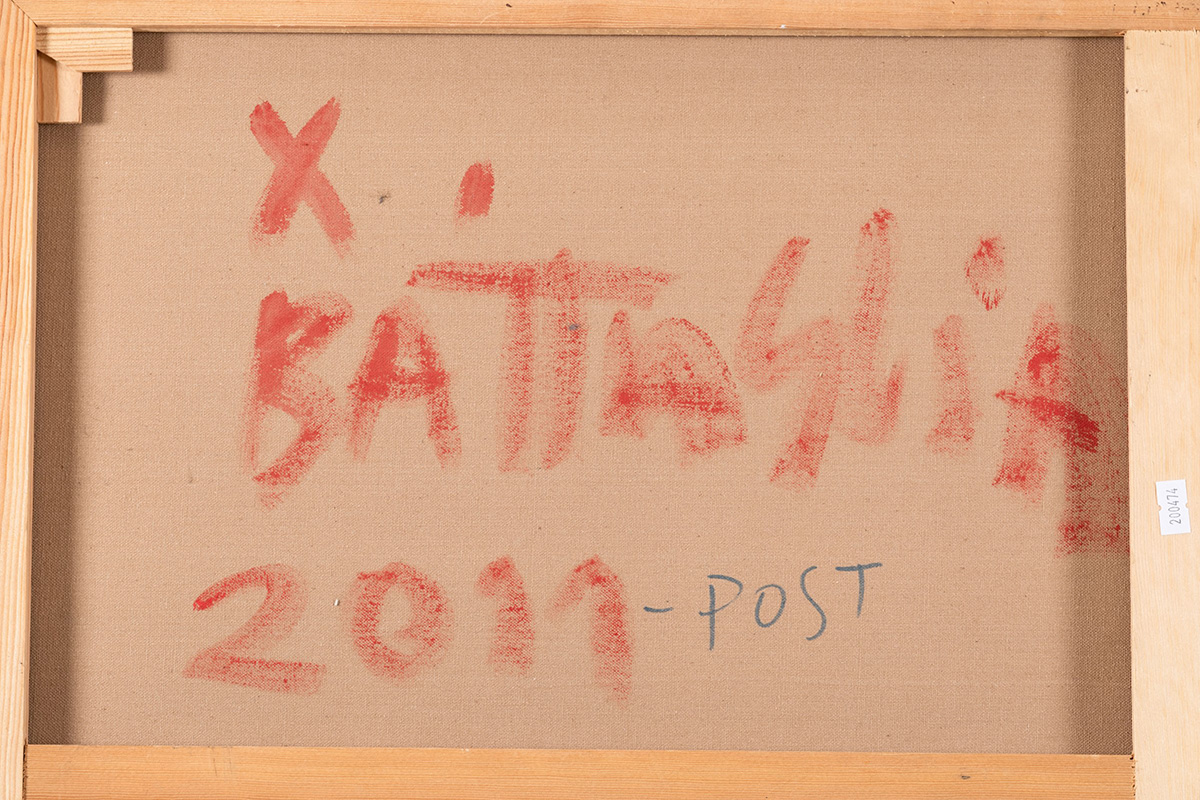 X.
BATTAGLiA
2011 - POST
200474